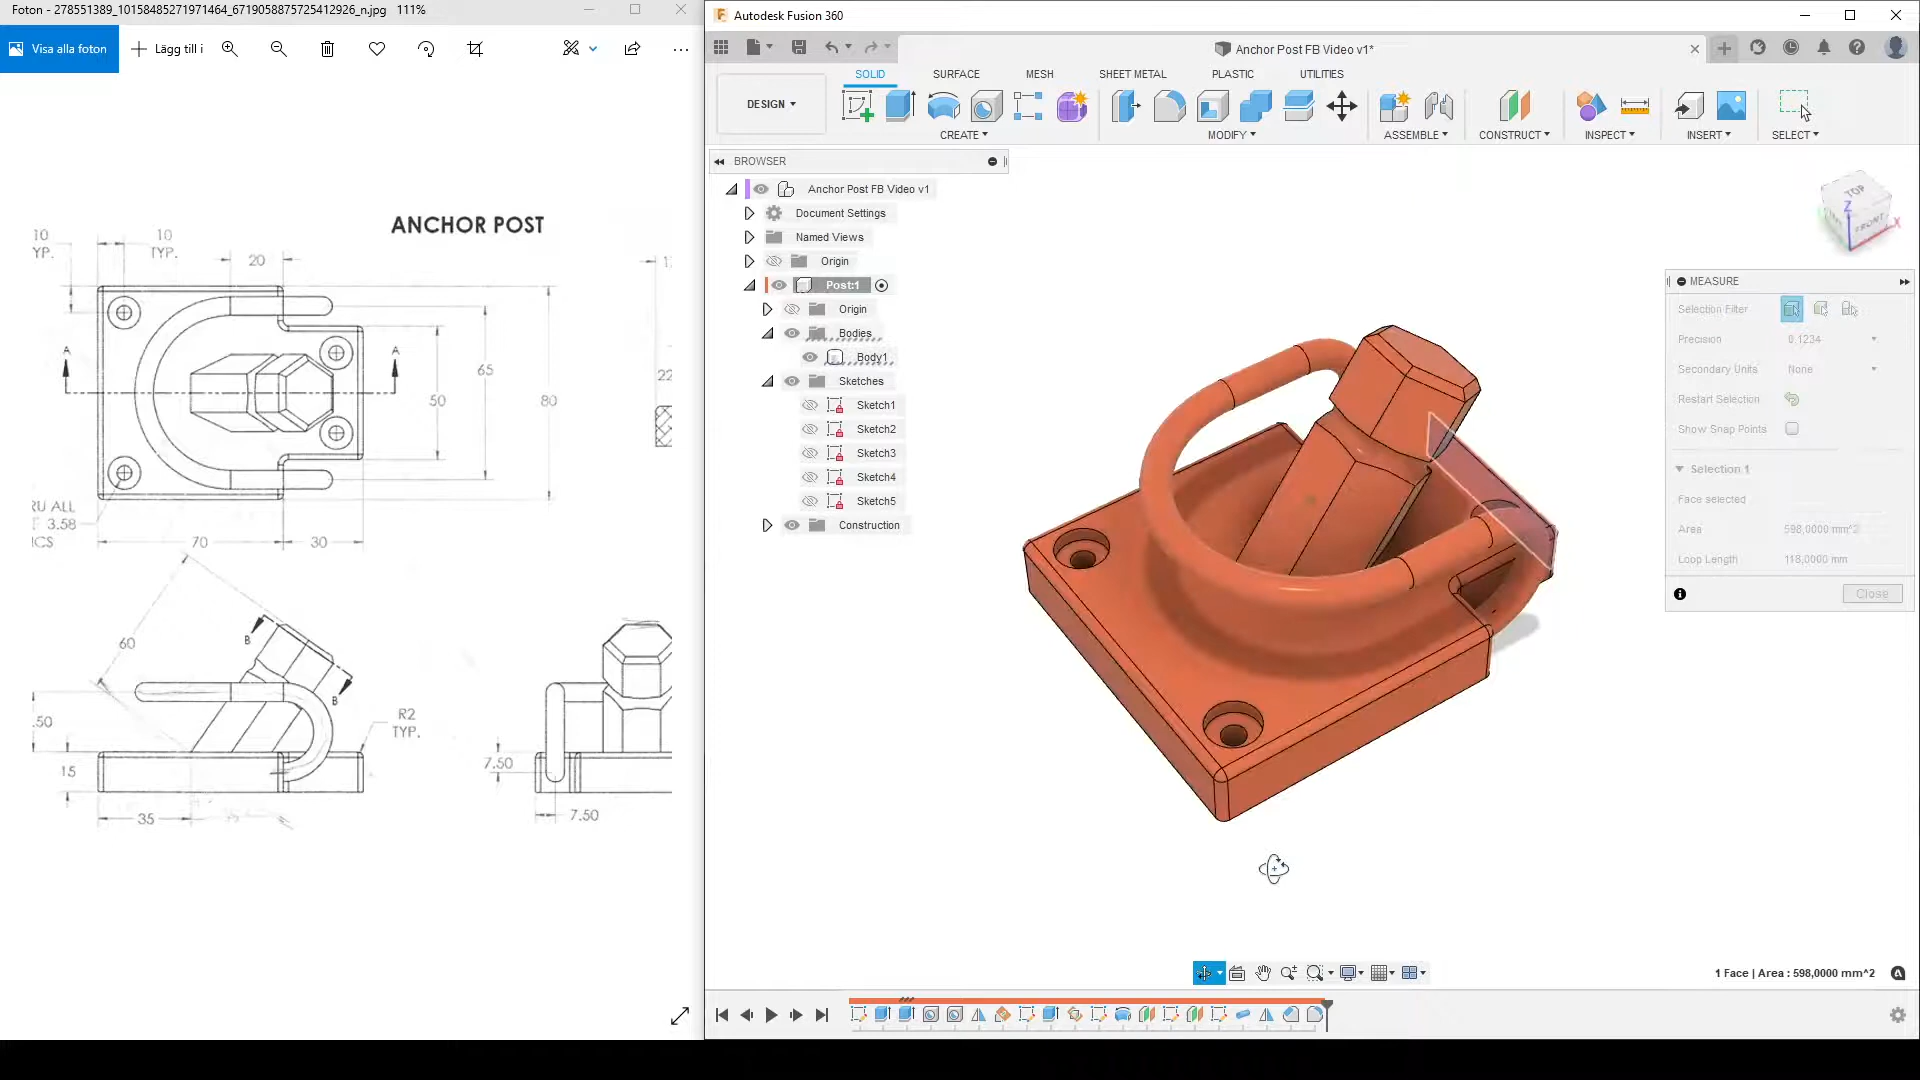 Foton - 278551389_10158485271971464_6719058875725412926_n.jpg 111%
Visa alla foton
Lägg till i
ANCHOR POST
10
YP.
10
TYP.
20
A
A
65
50
80
22
RU ALL
3.58
ICS
70
30
60
B
B
.50
R2
TYP.
15
7.50
35
7.50
Autodesk Fusion 360
Anchor Post FB Video v1*
DESIGN
SOLID
SURFACE
MESH
SHEET METAL
PLASTIC
UTILITIES
CREATE
MODIFY
ASSEMBLE
CONSTRUCT
INSPECT
INSERT
SELECT
BROWSER
Anchor Post FB Video v1
Document Settings
Named Views
Origin
Post:1
Origin
Bodies
Body1
Sketches
Sketch1
Sketch2
Sketch3
Sketch4
Sketch5
Construction
TOP
FRONT
Z
X
MEASURE
Selection Filter
Precision 0.1234
Secondary Units None
Restart Selection
Show Snap Points
Selection 1
Face selected
Area 598,0000 mm^2
Loop Length 118,0000 mm
Close
1 Face | Area : 598,0000 mm^2